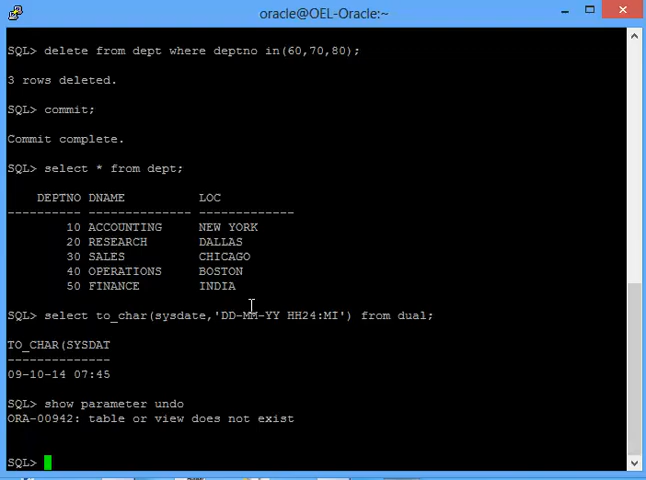 oracle@OEL-Oracle:~
SQL> delete from dept where deptno in(60,70,80);
3 rows deleted.
SQL> commit;
Commit complete.
SQL> select * from dept;
DEPTNO DNAME LOC
---------- -------------- -------------
10 ACCOUNTING NEW YORK
20 RESEARCH DALLAS
30 SALES CHICAGO
40 OPERATIONS BOSTON
50 FINANCE INDIA
SQL> select to_char(sysdate,'DD-MM-YY HH24:MI') from dual;
TO_CHAR(SYSDAT
--------------
09-10-14 07:45
SQL> show parameter undo
ORA-00942: table or view does not exist
SQL>